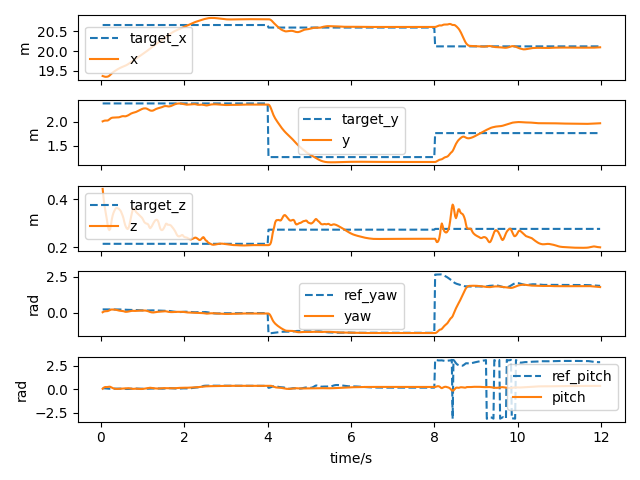 20.5
20.0
19.5
m
target_x
x
2.0
1.5
m
target_y
y
0.4
0.2
m
target_z
z
2.5
0.0
rad
ref_yaw
yaw
2.5
0.0
−2.5
rad
ref_pitch
pitch
0 2 4 6 8 10 12
time/s